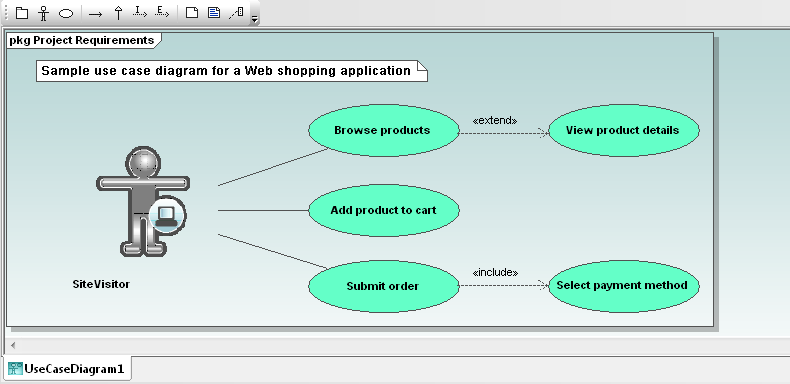 pkg Project Requirements
Sample use case diagram for a Web shopping application
Browse products
«extend»
View product details
Add product to cart
SiteVisitor
Submit order
«include»
Select payment method
UseCaseDiagram1